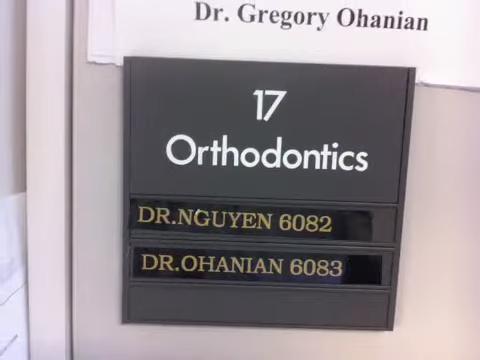 Dr. Gregory Ohanian
17
Orthodontics
DR.NGUYEN 6082
DR.OHANIAN 6083